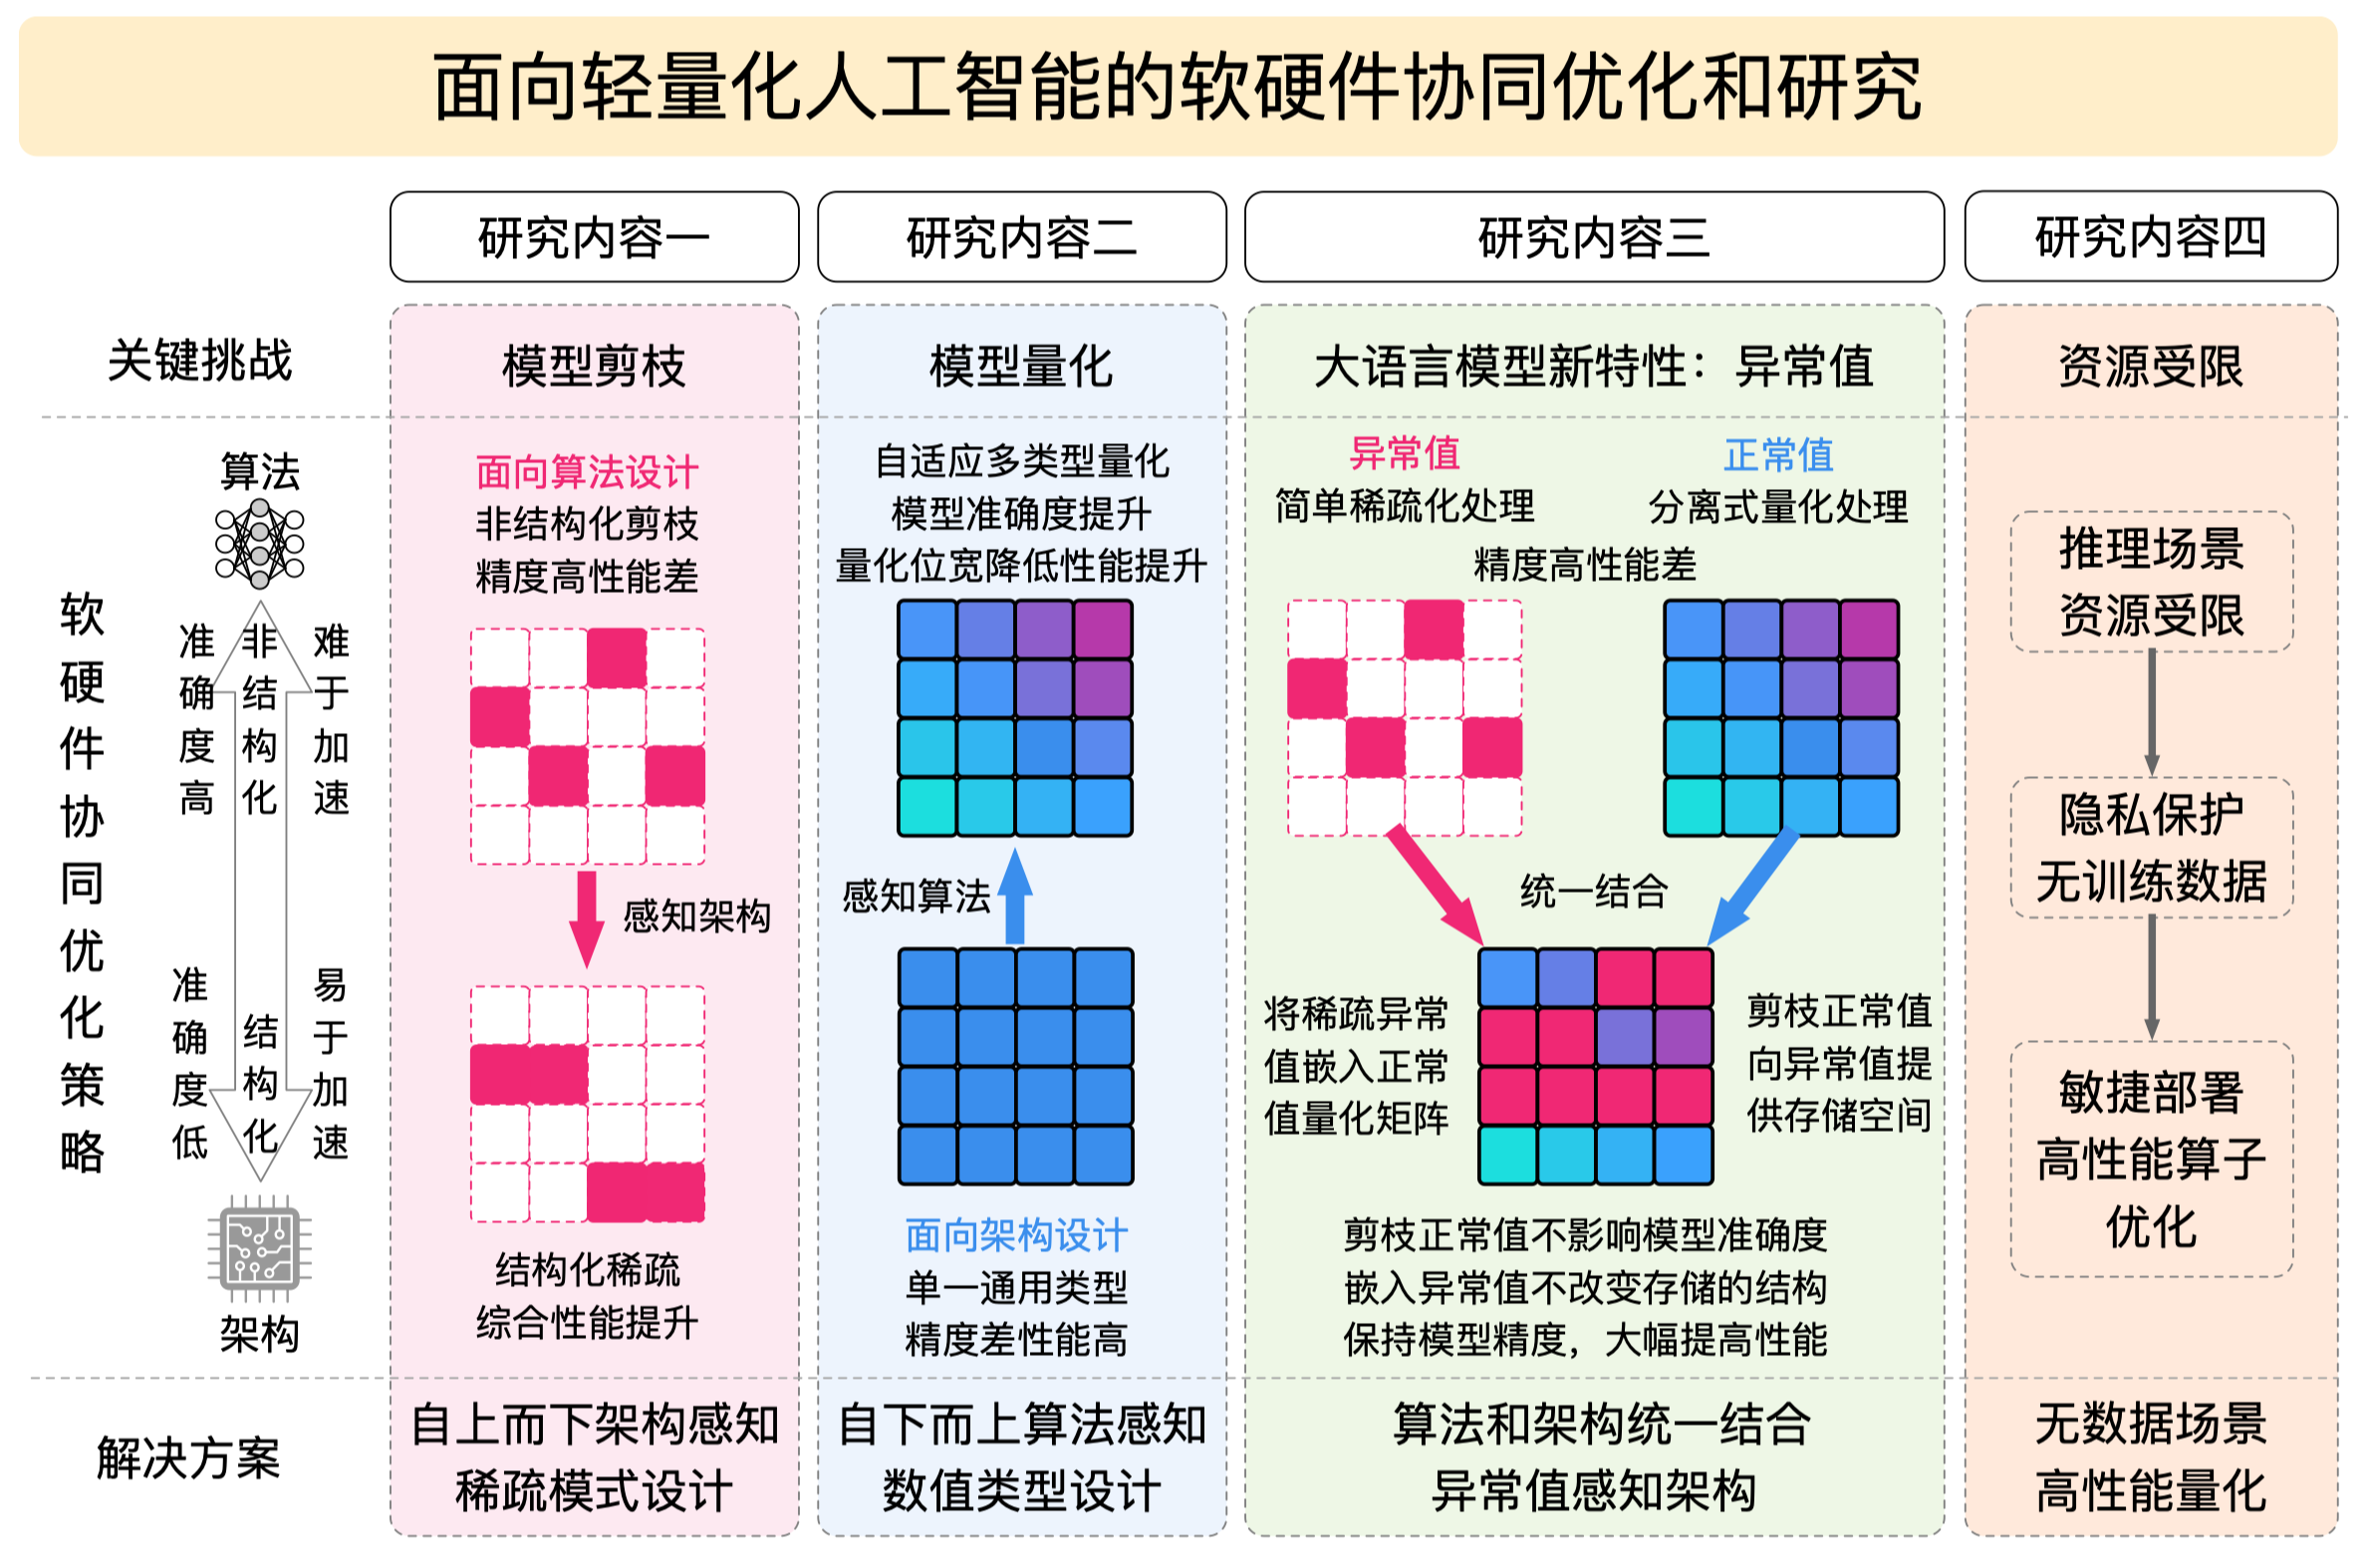 面向轻量化人工智能的软硬件协同优化和研究
研究内容一
研究内容二
研究内容三
研究内容四
关键挑战
模型剪枝
模型量化
大语言模型新特性：异常值
资源受限
软硬件协同优化策略
算法
准确度高
非结构化
难于加速
准确度低
结构化
易于加速
架构
面向算法设计
非结构化剪枝
精度高性能差
感知架构
结构化稀疏
综合性能提升
自适应多类型量化
模型准确度提升
量化位宽降低性能提升
感知算法
面向架构设计
单一通用类型
精度差性能高
异常值
简单稀疏化处理
正常值
分离式量化处理
精度高性能差
统一结合
将稀疏异常
值嵌入正常
值量化矩阵
剪枝正常值
向异常值提
供存储空间
剪枝正常值不影响模型准确度
嵌入异常值不改变存储的结构
保持模型精度，大幅提高性能
推理场景
资源受限
隐私保护
无训练数据
敏捷部署
高性能算子
优化
解决方案
自上而下架构感知
稀疏模式设计
自下而上算法感知
数值类型设计
算法和架构统一结合
异常值感知架构
无数据场景
高性能量化